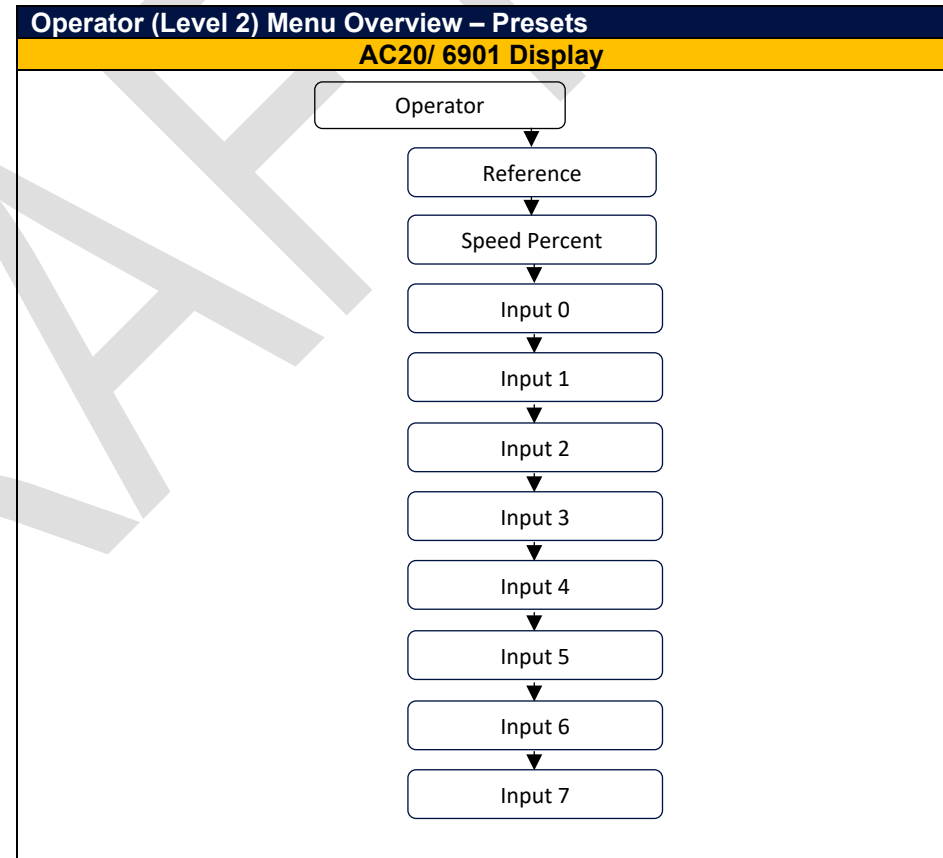 Operator (Level 2) Menu Overview – Presets
AC20/ 6901 Display
Operator
Reference
Speed Percent
Input 0
Input 1
Input 2
Input 3
Input 4
Input 5
Input 6
Input 7